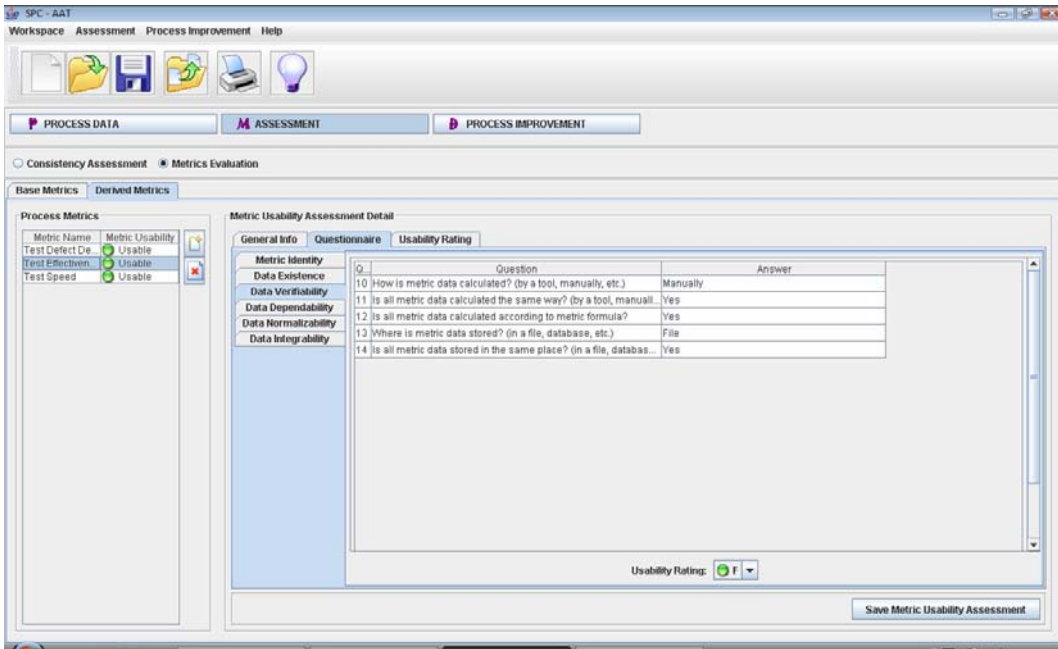 SPC - AAT
Workspace Assessment Process Improvement Help
P PROCESS DATA M ASSESSMENT D PROCESS IMPROVEMENT
Consistency Assessment Metrics Evaluation
Base Metrics Derived Metrics
Process Metrics
Metric Name Metric Usability
Test Defect De... Usable
Test Effectiven... Usable
Test Speed Usable
Metric Usability Assessment Detail
General Info Questionnaire Usability Rating
Metric Identity
Data Existence
Data Verifiability
Data Dependability
Data Normalizability
Data Integrability
Q... Question Answer
10 How is metric data calculated? (by a tool, manually, etc.) Manually
11 Is all metric data calculated the same way? (by a tool, manuall... Yes
12 Is all metric data calculated according to metric formula? Yes
13 Where is metric data stored? (in a file, database, etc.) File
14 Is all metric data stored in the same place? (in a file, databas... Yes
Usability Rating: F
Save Metric Usability Assessment